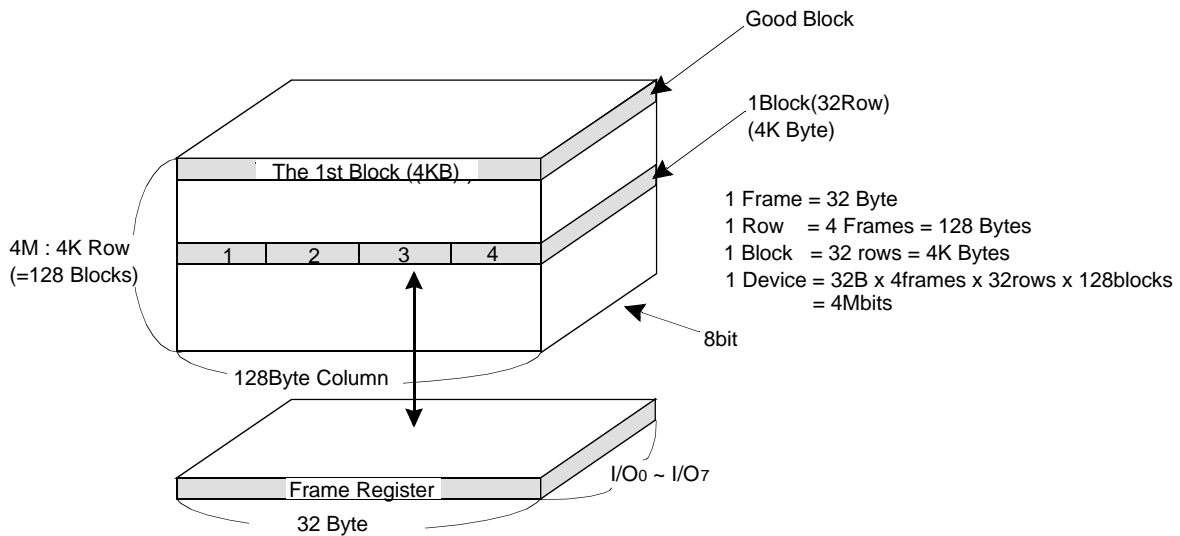 Good Block
1Block(32Row)
(4K Byte)
The 1st Block (4KB)
1 Frame = 32 Byte
1 Row = 4 Frames = 128 Bytes
1 Block = 32 rows = 4K Bytes
1 Device = 32B x 4frames x 32rows x 128blocks
= 4Mbits
4M : 4K Row
(=128 Blocks)
1 2 3 4
8bit
128Byte Column
I/O0 ~ I/O7
Frame Register
32 Byte